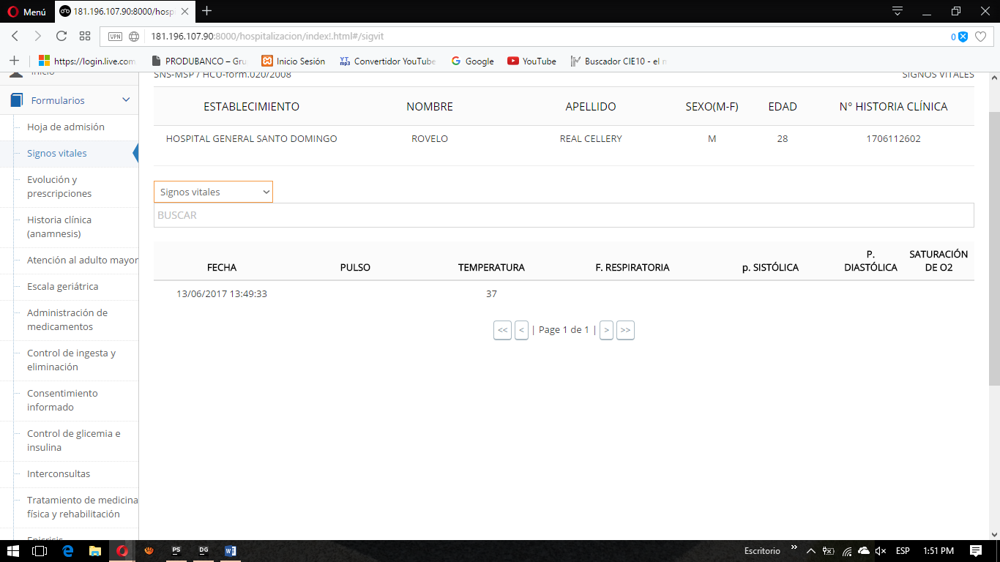 Menú
181.196.107.90:8000/hospi
VPN
181.196.107.90:8000/hospitalizacion/index!.html#/sigvit
0
https://login.live.com
PRODUBANCO – Gru
Inicio Sesión
Convertidor YouTube
Google
YouTube
Buscador CIE10 - el n
Inicio
Formularios
Hoja de admisión
Signos vitales
Evolución y
prescripciones
Historia clínica
(anamnesis)
Atención al adulto mayor
Escala geriátrica
Administración de
medicamentos
Control de ingesta y
eliminación
Consentimiento
informado
Control de glicemia e
insulina
Interconsultas
Tratamiento de medicina
física y rehabilitación
Epicrisis
SNS-MSP / HCU-form.020/2008 SIGNOS VITALES
ESTABLECIMIENTO NOMBRE APELLIDO SEXO(M-F) EDAD N° HISTORIA CLÍNICA
HOSPITAL GENERAL SANTO DOMINGO ROVELO REAL CELLERY M 28 1706112602
Signos vitales
BUSCAR
FECHA PULSO TEMPERATURA F. RESPIRATORIA p. SISTÓLICA P. DIASTÓLICA SATURACIÓN DE O2
13/06/2017 13:49:33 37
<< < | Page 1 de 1 | > >>
PS
DG
Escritorio
ESP
1:51 PM